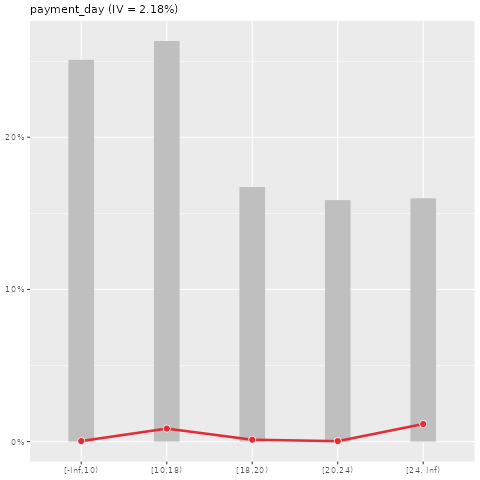 payment_day (IV = 2.18%)
20%
10%
0%
[-Inf,10) [10,18) [18,20) [20,24) [24, Inf)